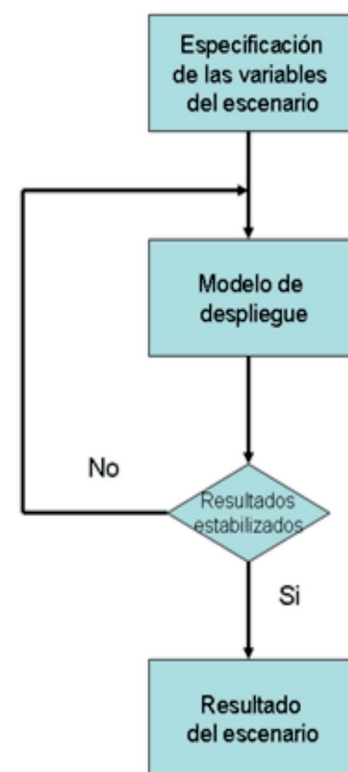 Especificación
de las variables
del escenario
Modelo de
despliegue
No
Resultados
estabilizados
Si
Resultado
del escenario